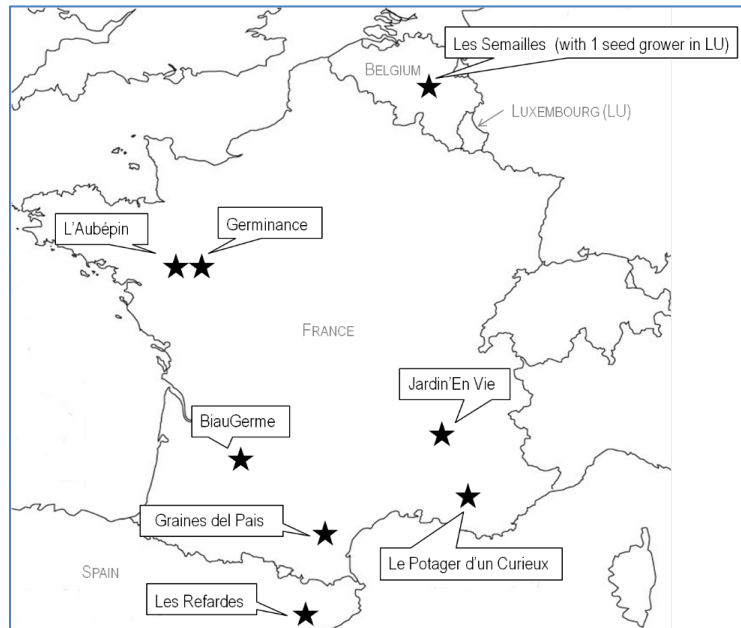 Les Semailles (with 1 seed grower in LU)
BELGIUM
LUXEMBOURG (LU)
L'Aubépin
Germinance
FRANCE
Jardin'En Vie
BiauGerme
Graines del Pais
Le Potager d'un Curieux
SPAIN
Les Refardes